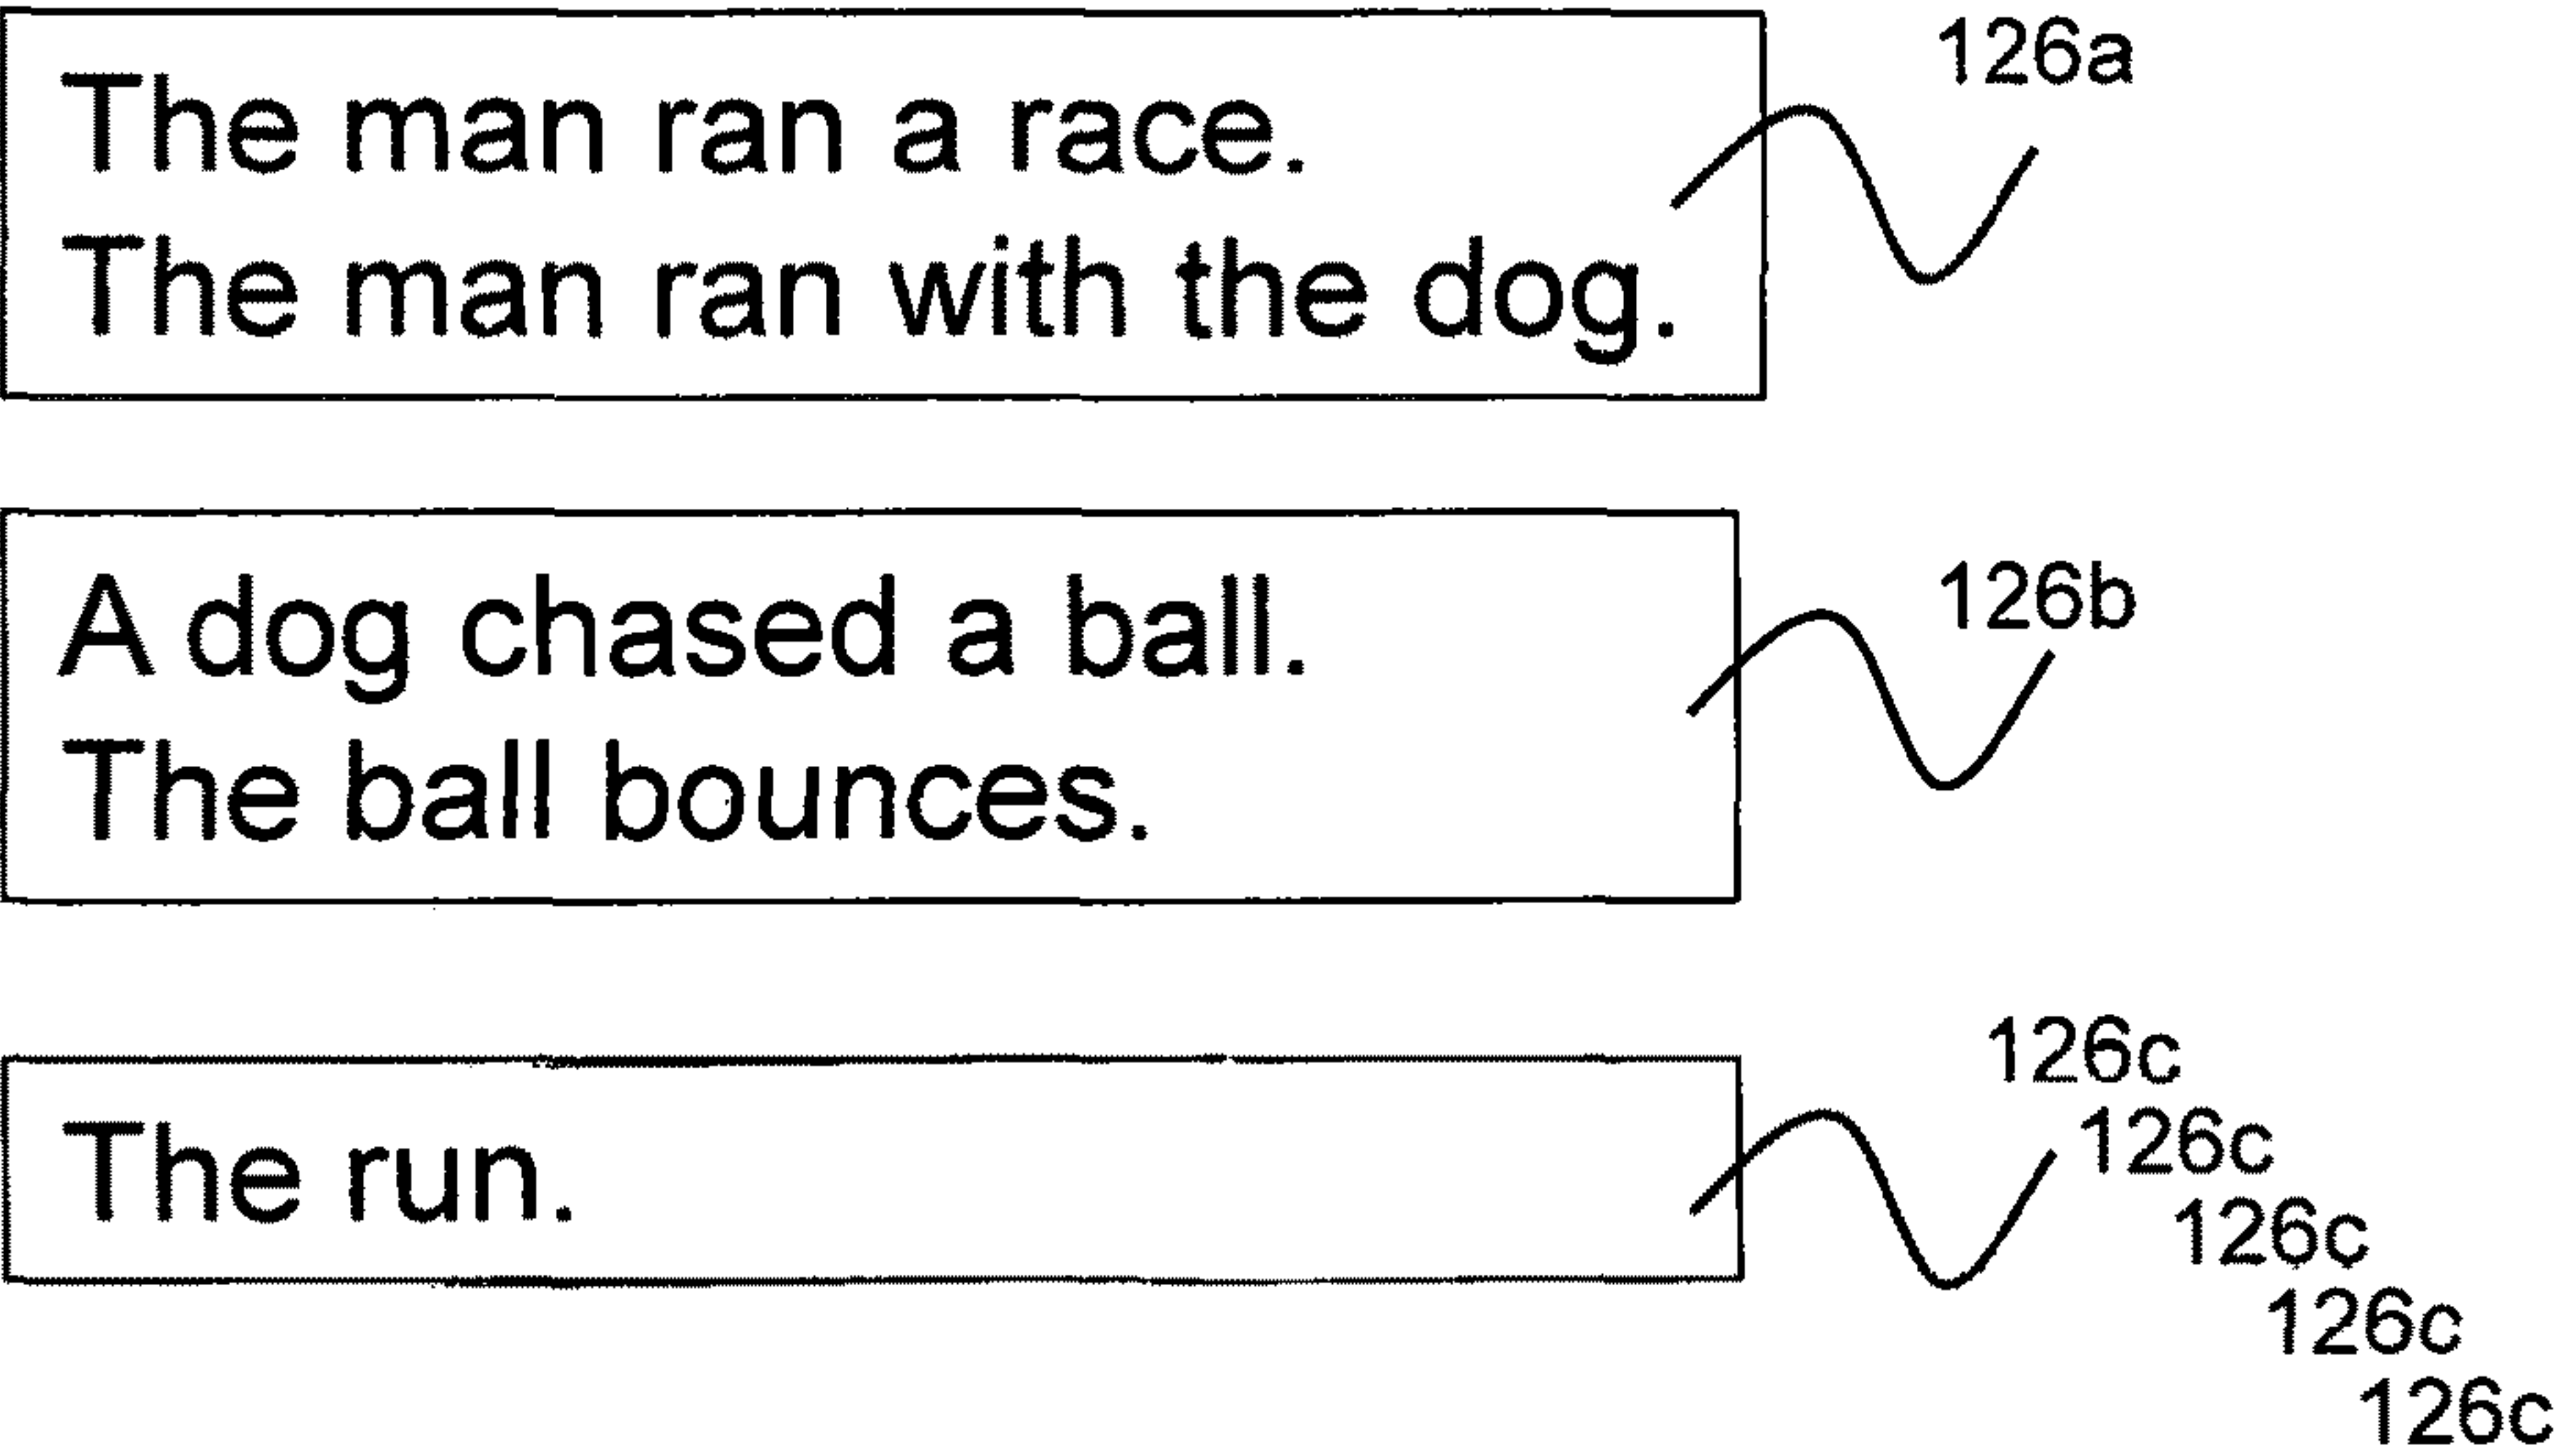 The man ran a race.
The man ran with the dog.
126a
A dog chased a ball.
The ball bounces.
126b
The run.
126c
126c
126c
126c
126c